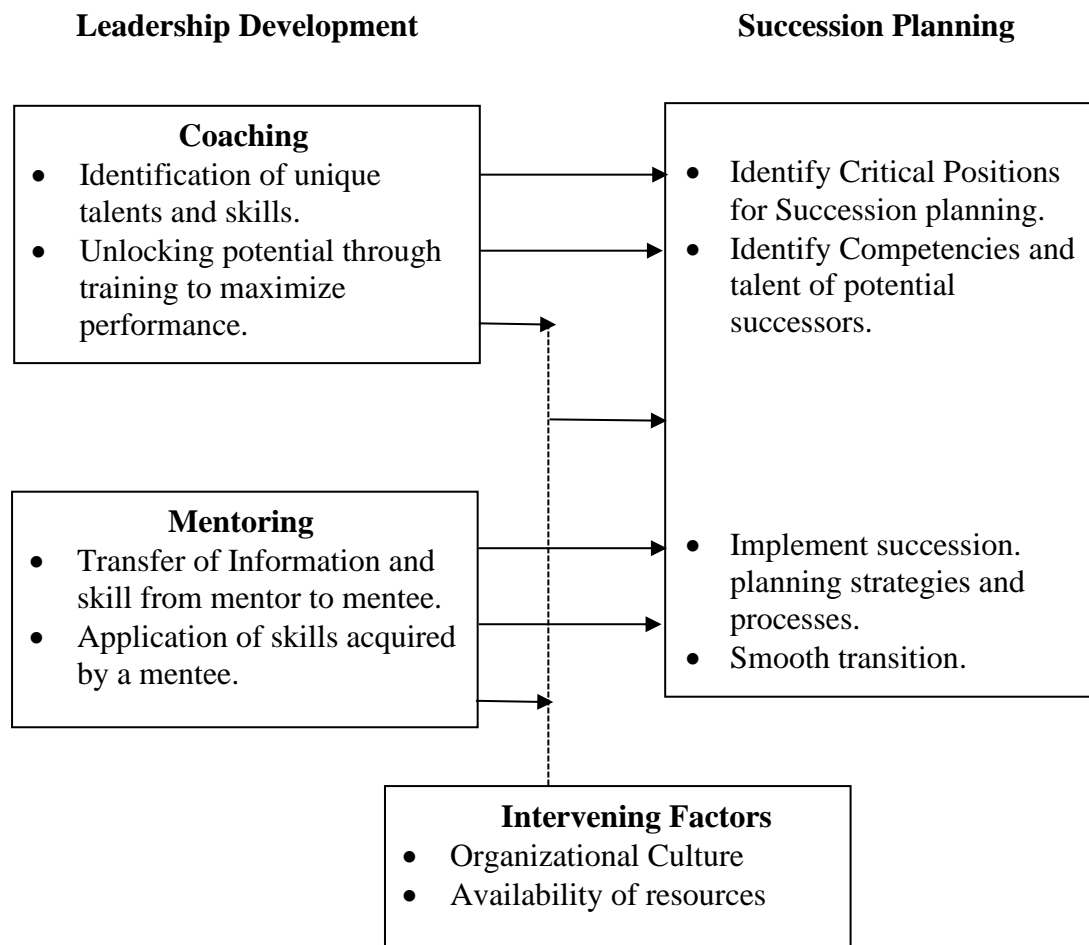 Leadership Development
Succession Planning
Coaching
• Identification of unique
talents and skills.
• Unlocking potential through
training to maximize
performance.
• Identify Critical Positions
for Succession planning.
• Identify Competencies and
talent of potential
successors.
Mentoring
• Transfer of Information and
skill from mentor to mentee.
• Application of skills acquired
by a mentee.
• Implement succession.
planning strategies and
processes.
• Smooth transition.
Intervening Factors
• Organizational Culture
• Availability of resources